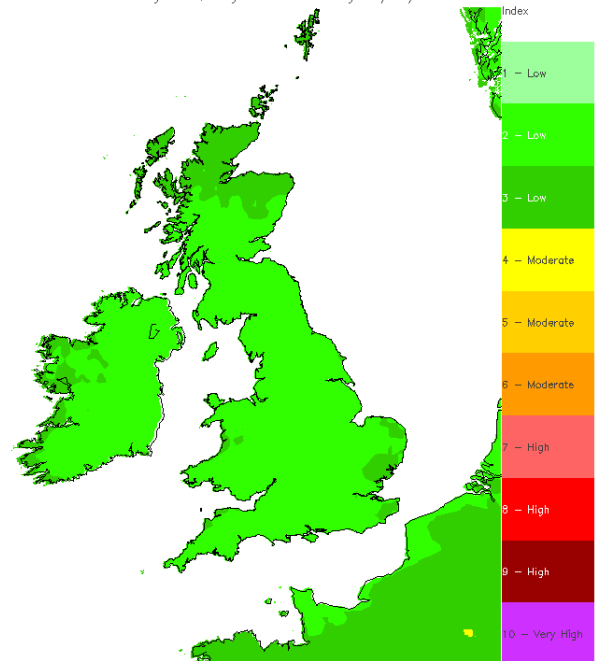 Index
1 – Low
2 – Low
3 – Low
4 – Moderate
5 – Moderate
6 – Moderate
7 – High
8 – High
9 – High
10 – Very High